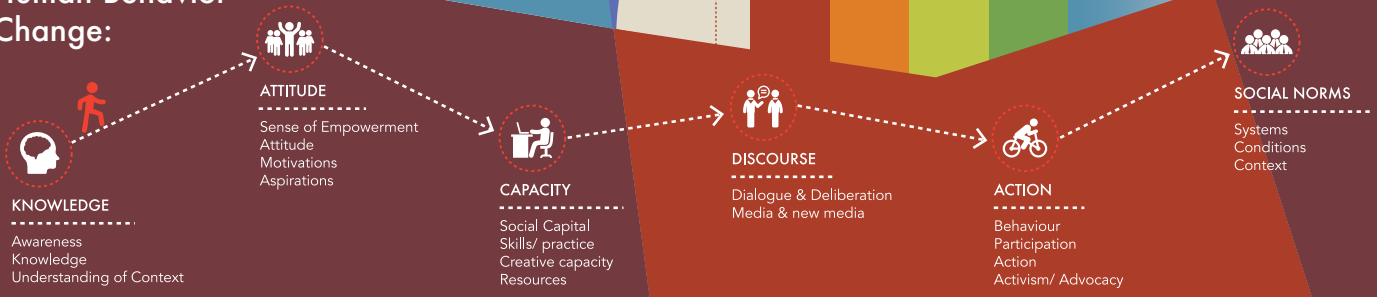 Human Behavior
Change:
KNOWLEDGE
Awareness
Knowledge
Understanding of Context
ATTITUDE
Sense of Empowerment
Attitude
Motivations
Aspirations
CAPACITY
Social Capital
Skills/ practice
Creative capacity
Resources
DISCOURSE
Dialogue & Deliberation
Media & new media
ACTION
Behaviour
Participation
Action
Activism/ Advocacy
SOCIAL NORMS
Systems
Conditions
Context